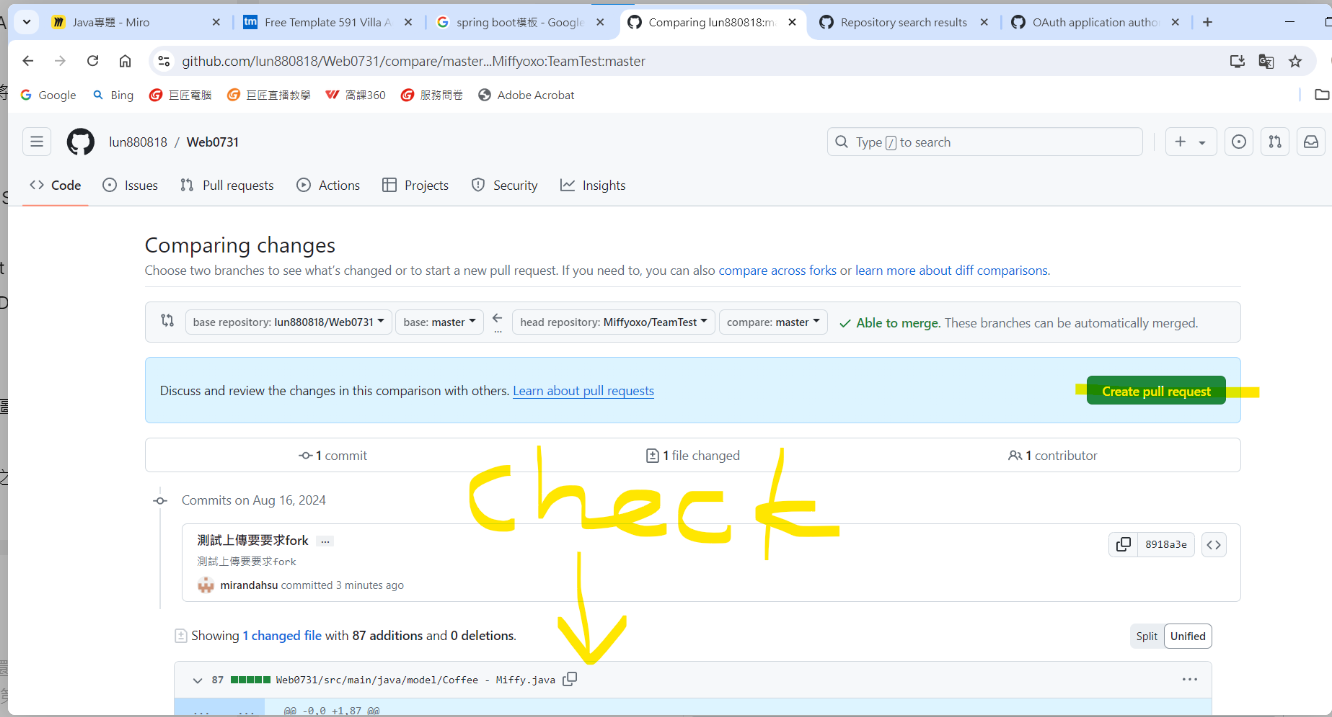 Java專題 - Miro
Free Template 591 Villa A
spring boot模板 - Google
Comparing lun880818:ma
Repository search results
OAuth application autho
github.com/lun880818/Web0731/compare/master...Miffyoxo:TeamTest:master
Google Bing 巨匠電腦 巨匠直播教學 高課360 服務問卷 Adobe Acrobat
lun880818 / Web0731
Type / to search
Code Issues Pull requests Actions Projects Security Insights
Comparing changes
Choose two branches to see what's changed or to start a new pull request. If you need to, you can also compare across forks or learn more about diff comparisons.
base repository: lun880818/Web0731 base: master ... head repository: Miffyoxo/TeamTest compare: master Able to merge. These branches can be automatically merged.
Discuss and review the changes in this comparison with others. Learn about pull requests
Create pull request
1 commit 1 file changed 1 contributor
check
Commits on Aug 16, 2024
測試上傳要要求fork ...
測試上傳要要求fork
8918a3e
mirandahsu committed 3 minutes ago
Showing 1 changed file with 87 additions and 0 deletions.
Split Unified
87 Web0731/src/main/java/model/Coffee - Miffy.java
... ... @@ -0,0 +1,87 @@